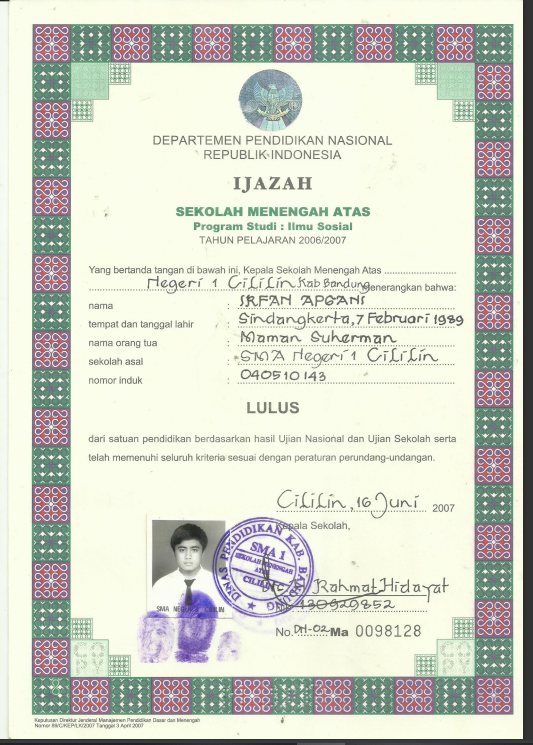 DEPARTEMEN PENDIDIKAN NASIONAL
REPUBLIK INDONESIA
IJAZAH
SEKOLAH MENENGAH ATAS
Program Studi : Ilmu Sosial
TAHUN PELAJARAN 2006/2007
Yang bertanda tangan di bawah ini, Kepala Sekolah Menengah Atas
Negeri 1 Cililin Kab Bandung menerangkan bahwa:
nama : IRFAN APGANI
tempat dan tanggal lahir : Sindangkerta, 7 Februari 1989
nama orang tua : Maman Suherman
sekolah asal : SMA Negeri 1 Cililin
nomor induk : 040510143
LULUS
dari satuan pendidikan berdasarkan hasil Ujian Nasional dan Ujian Sekolah serta
telah memenuhi seluruh kriteria sesuai dengan peraturan perundang-undangan.
Cililin, 16 Juni 2007
Kepala Sekolah,
DINAS PENDIDIKAN KAB. BANDUNG
SMA 1
SEKOLAH MENENGAH
ATAS
CILILIN
Rahmat Hidayat
130929852
SMA NEGERI CILILIN
No. DN-02 Ma 0098128
COPY
COPY
Keputusan Direktur Jenderal Manajemen Pendidikan Dasar dan Menengah
Nomor 89/C/KEP/LK/2007 Tanggal 3 April 2007